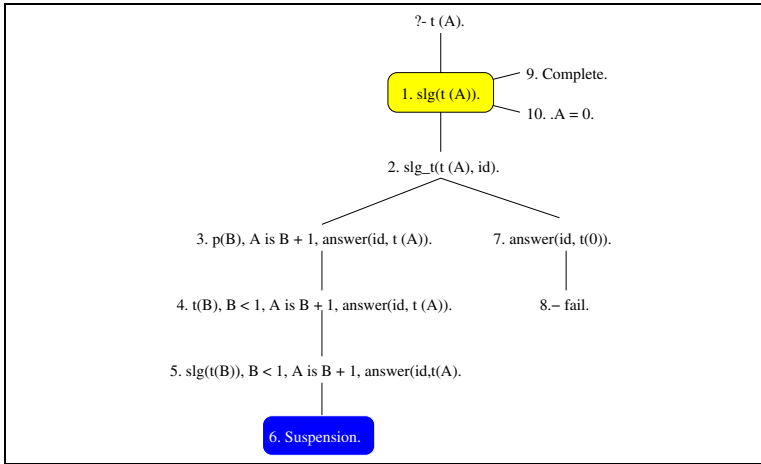 ?- t (A).
9. Complete.
1. slg(t (A)).
10. .A = 0.
2. slg_t(t (A), id).
3. p(B), A is B + 1, answer(id, t (A)).
7. answer(id, t(0)).
4. t(B), B < 1, A is B + 1, answer(id, t (A)).
8.– fail.
5. slg(t(B)), B < 1, A is B + 1, answer(id,t(A).
6. Suspension.